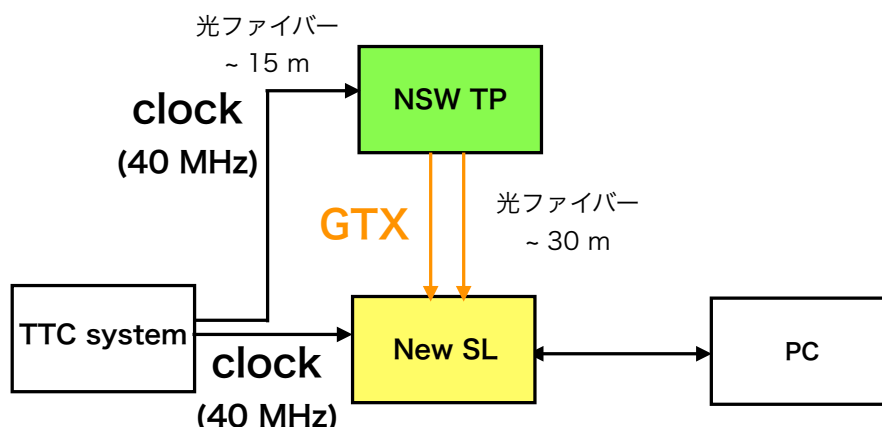 光ファイバー
~ 15 m
clock
(40 MHz)
NSW TP
GTX
光ファイバー
~ 30 m
TTC system
New SL
PC
clock
(40 MHz)